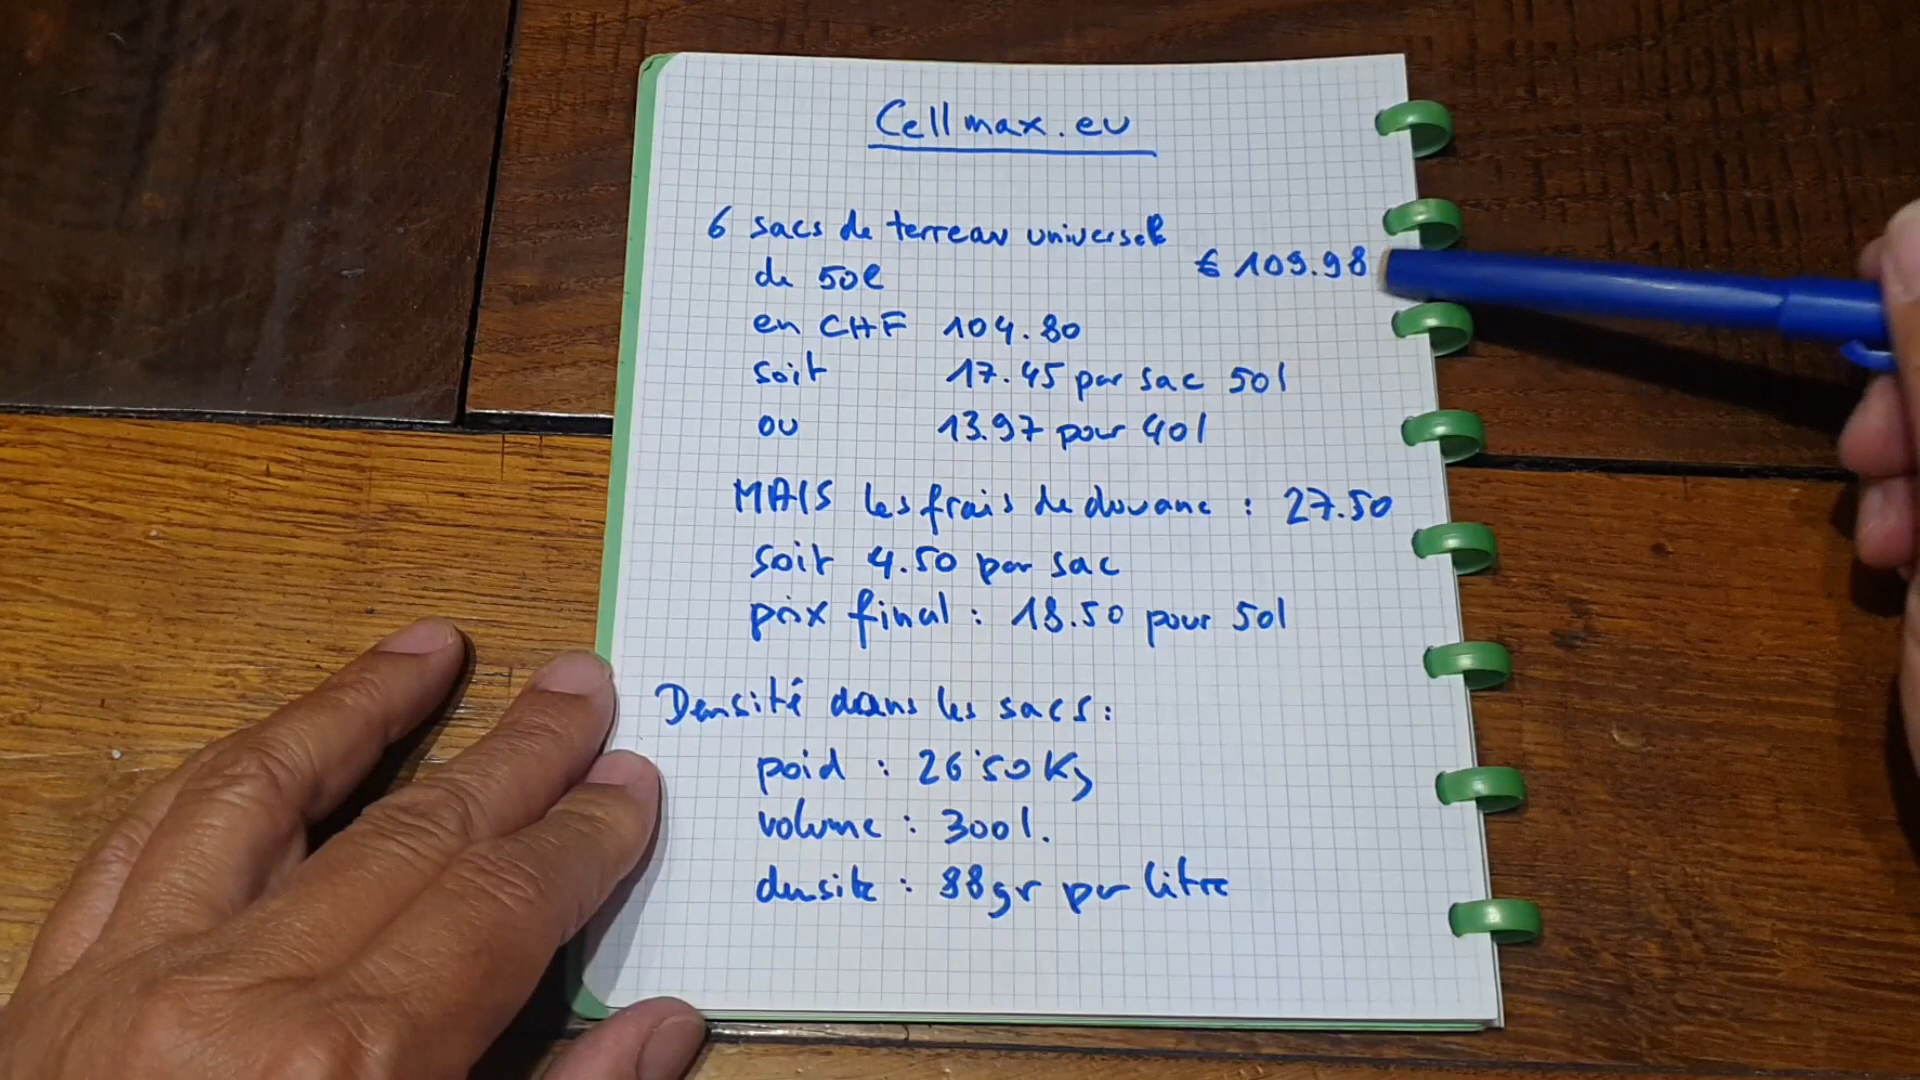 Cellmax.eu
6 sacs de terreau universel
€ 109.98
de 50l
en CHF 104.80
soit 17.45 par sac 50l
ou 13.97 pour 40l
MAIS les frais de douane : 27.50
soit 4.50 par sac
prix final : 18.50 pour 50l
Densité dans les sacs :
poid : 26'50 Kg
volume : 300l.
densite : 88gr par litre